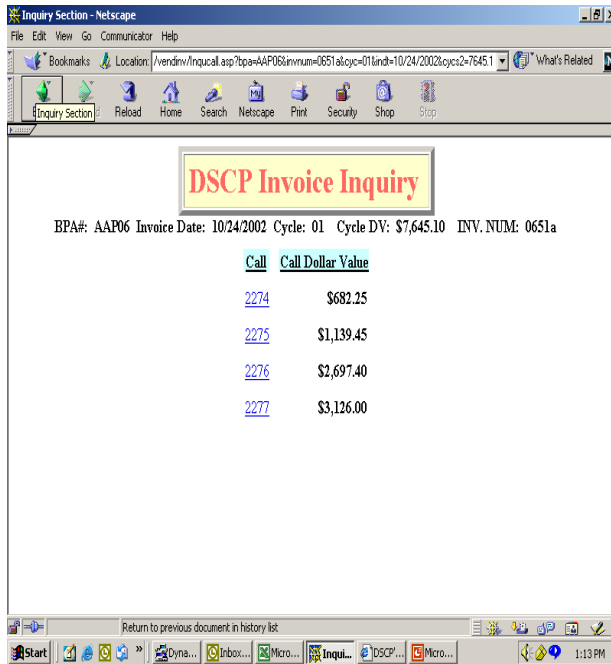 Inquiry Section - Netscape
File Edit View Go Communicator Help
Bookmarks Location: /vendinv/Inqucall.asp?bpa=AAP06&invnum=0651a&cyc=01&indt=10/24/2002&cycs2=7645.1 What's Related
Inquiry Section Reload Home Search Netscape Print Security Shop Stop
DSCP Invoice Inquiry
BPA#: AAP06 Invoice Date: 10/24/2002 Cycle: 01 Cycle DV: $7,645.10 INV. NUM: 0651a
Call Call Dollar Value
2274 $682.25
2275 $1,139.45
2276 $2,697.40
2277 $3,126.00
Return to previous document in history list
Start » Dyna... Inbox... Micro... Inqui... DSCP'... Micro... 1:13 PM